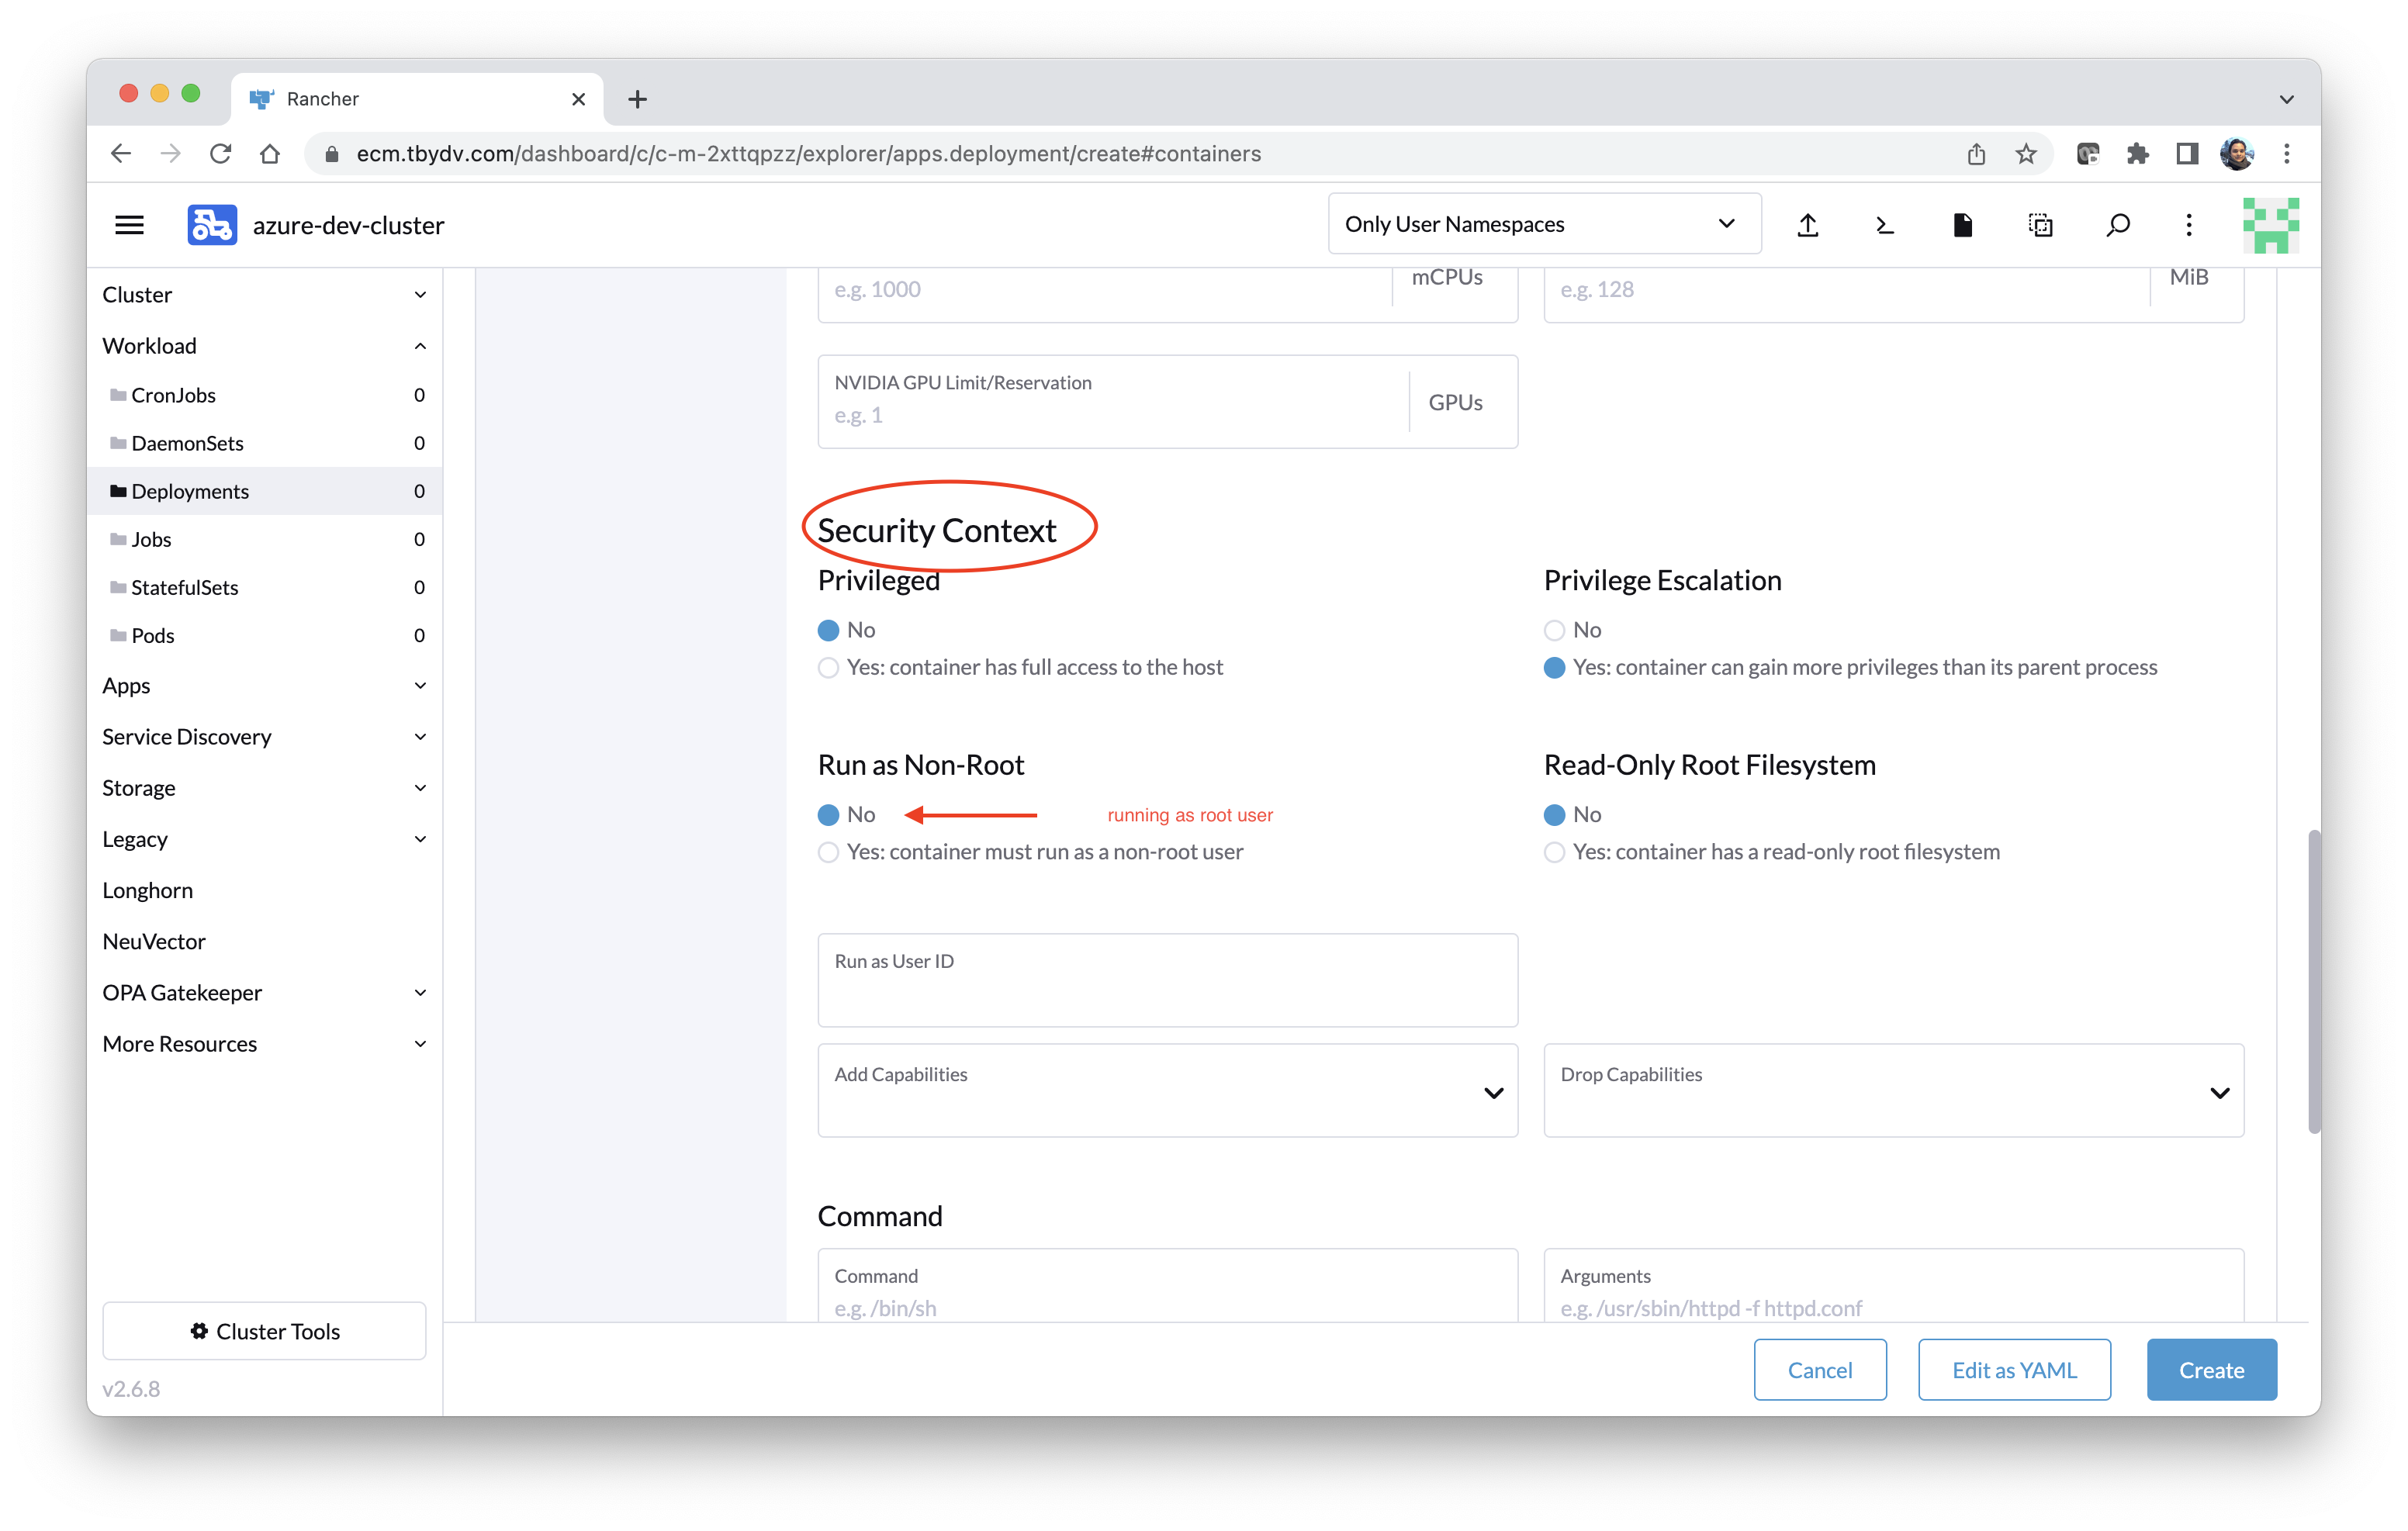 Rancher
ecm.tbydv.com/dashboard/c/c-m-2xttqpzz/explorer/apps.deployment/create#containers
azure-dev-cluster
Only User Namespaces
Cluster
Workload
CronJobs 0
DaemonSets 0
Deployments 0
Jobs 0
StatefulSets 0
Pods 0
Apps
Service Discovery
Storage
Legacy
Longhorn
NeuVector
OPA Gatekeeper
More Resources
Cluster Tools
v2.6.8
e.g. 1000 mCPUs
e.g. 128 MiB
NVIDIA GPU Limit/Reservation
e.g. 1 GPUs
Security Context
Privileged
No
Yes: container has full access to the host
Privilege Escalation
No
Yes: container can gain more privileges than its parent process
Run as Non-Root
No running as root user
Yes: container must run as a non-root user
Read-Only Root Filesystem
No
Yes: container has a read-only root filesystem
Run as User ID
Add Capabilities
Drop Capabilities
Command
Command
e.g. /bin/sh
Arguments
e.g. /usr/sbin/httpd -f httpd.conf
Cancel
Edit as YAML
Create